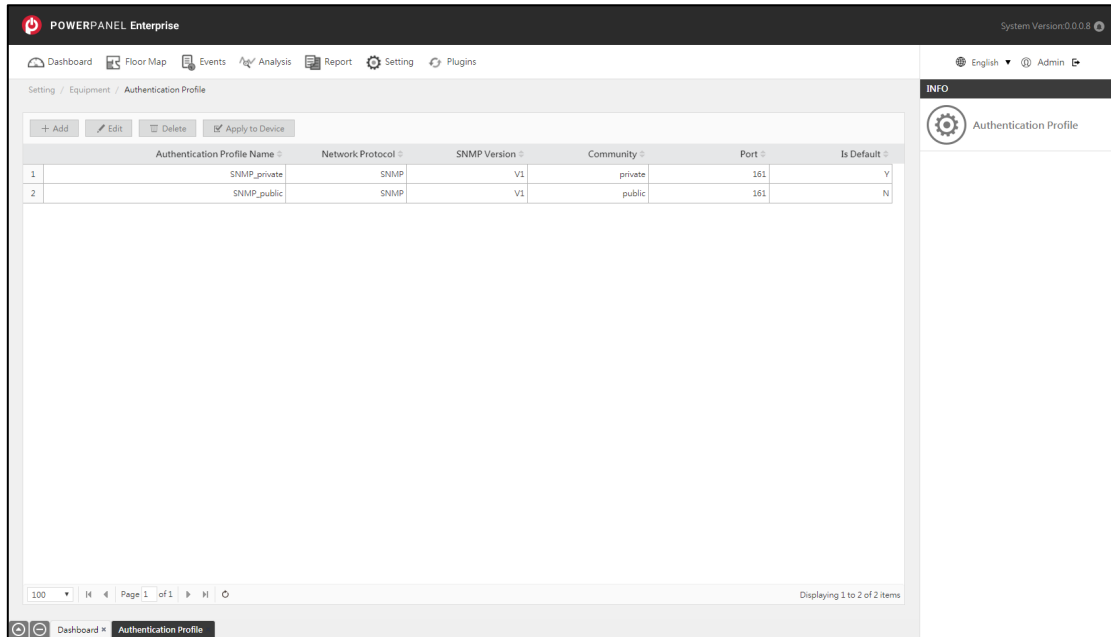 POWERPANEL Enterprise
System Version:0.0.0.8
Dashboard Floor Map Events Analysis Report Setting Plugins
English Admin
Setting / Equipment / Authentication Profile
INFO
Authentication Profile
+ Add Edit Delete Apply to Device
Authentication Profile Name Network Protocol SNMP Version Community Port Is Default
1 SNMP_private SNMP V1 private 161 Y
2 SNMP_public SNMP V1 public 161 N
100 Page 1 of 1 Displaying 1 to 2 of 2 items
Dashboard × Authentication Profile